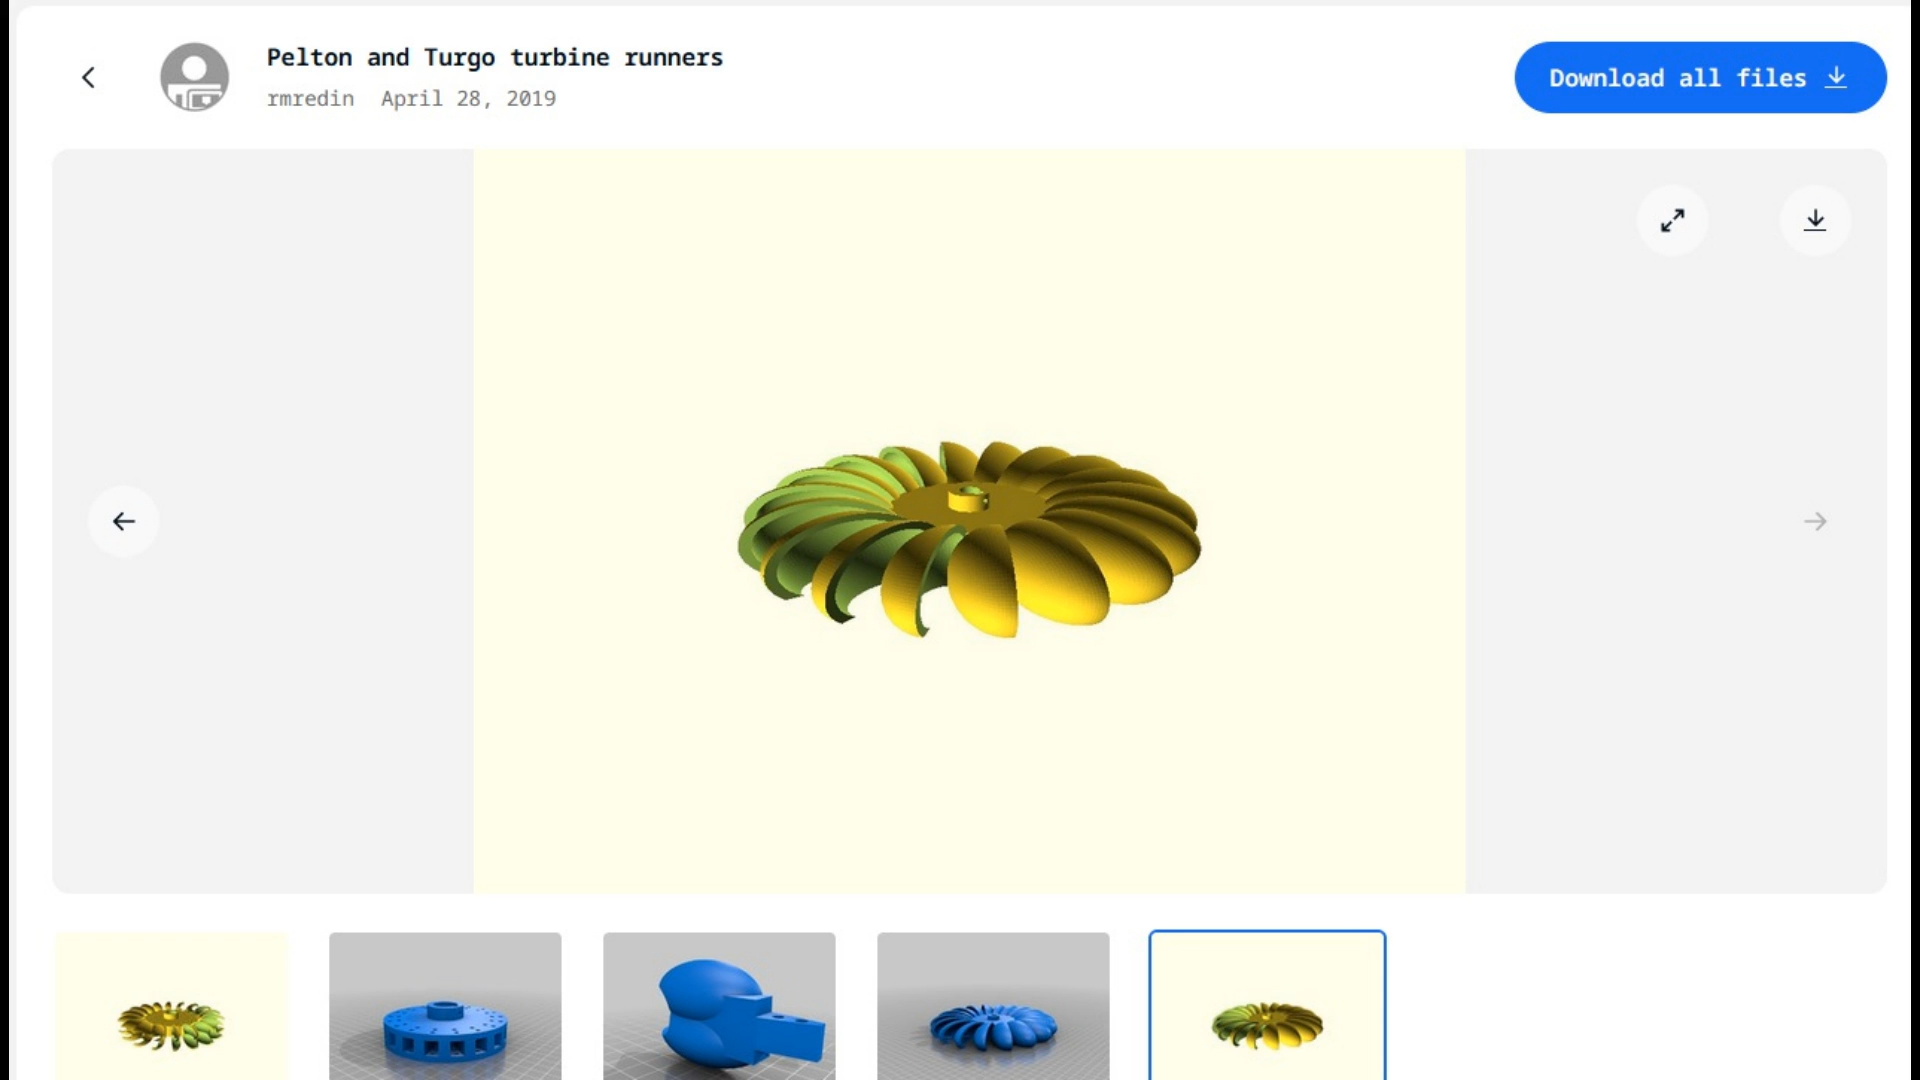 Pelton and Turgo turbine runners
rmredin April 28, 2019
Download all files